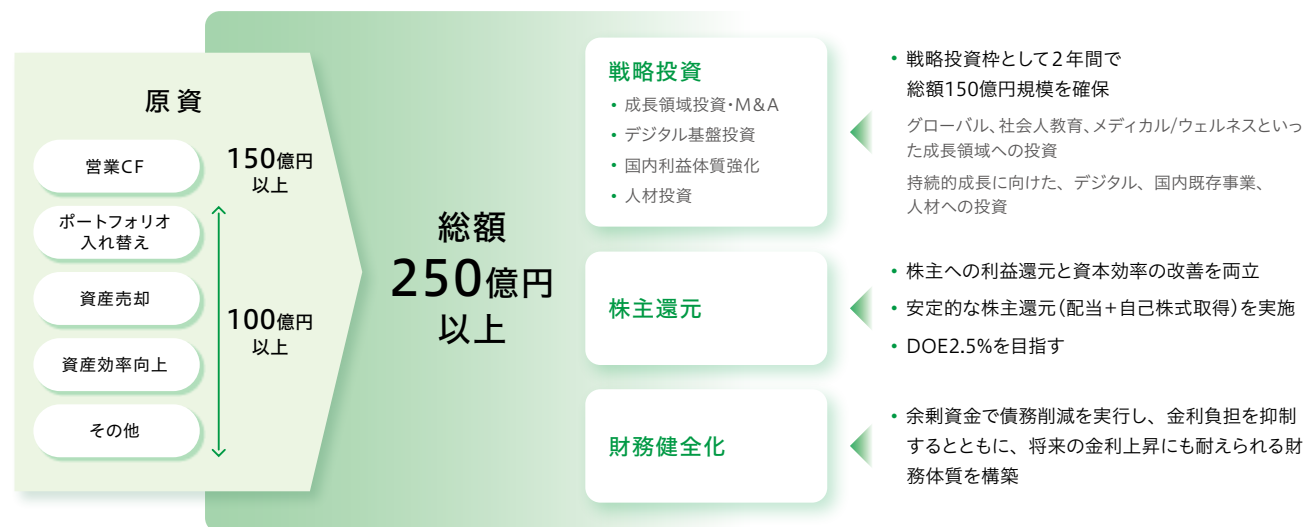 原資
営業CF
150億円
以上
ポートフォリオ
入れ替え
資産売却
資産効率向上
その他
100億円
以上
総額
250億円
以上
戦略投資
• 成長領域投資・M&A
• デジタル基盤投資
• 国内利益体質強化
• 人材投資
• 戦略投資枠として2年間で
総額150億円規模を確保
グローバル、社会人教育、メディカル/ウェルネスといっ
た成長領域への投資
持続的成長に向けた、デジタル、国内既存事業、
人材への投資
株主還元
• 株主への利益還元と資本効率の改善を両立
• 安定的な株主還元(配当+自己株式取得)を実施
• DOE2.5%を目指す
財務健全化
• 余剰資金で債務削減を実行し、金利負担を抑制
するとともに、将来の金利上昇にも耐えられる財
務体質を構築